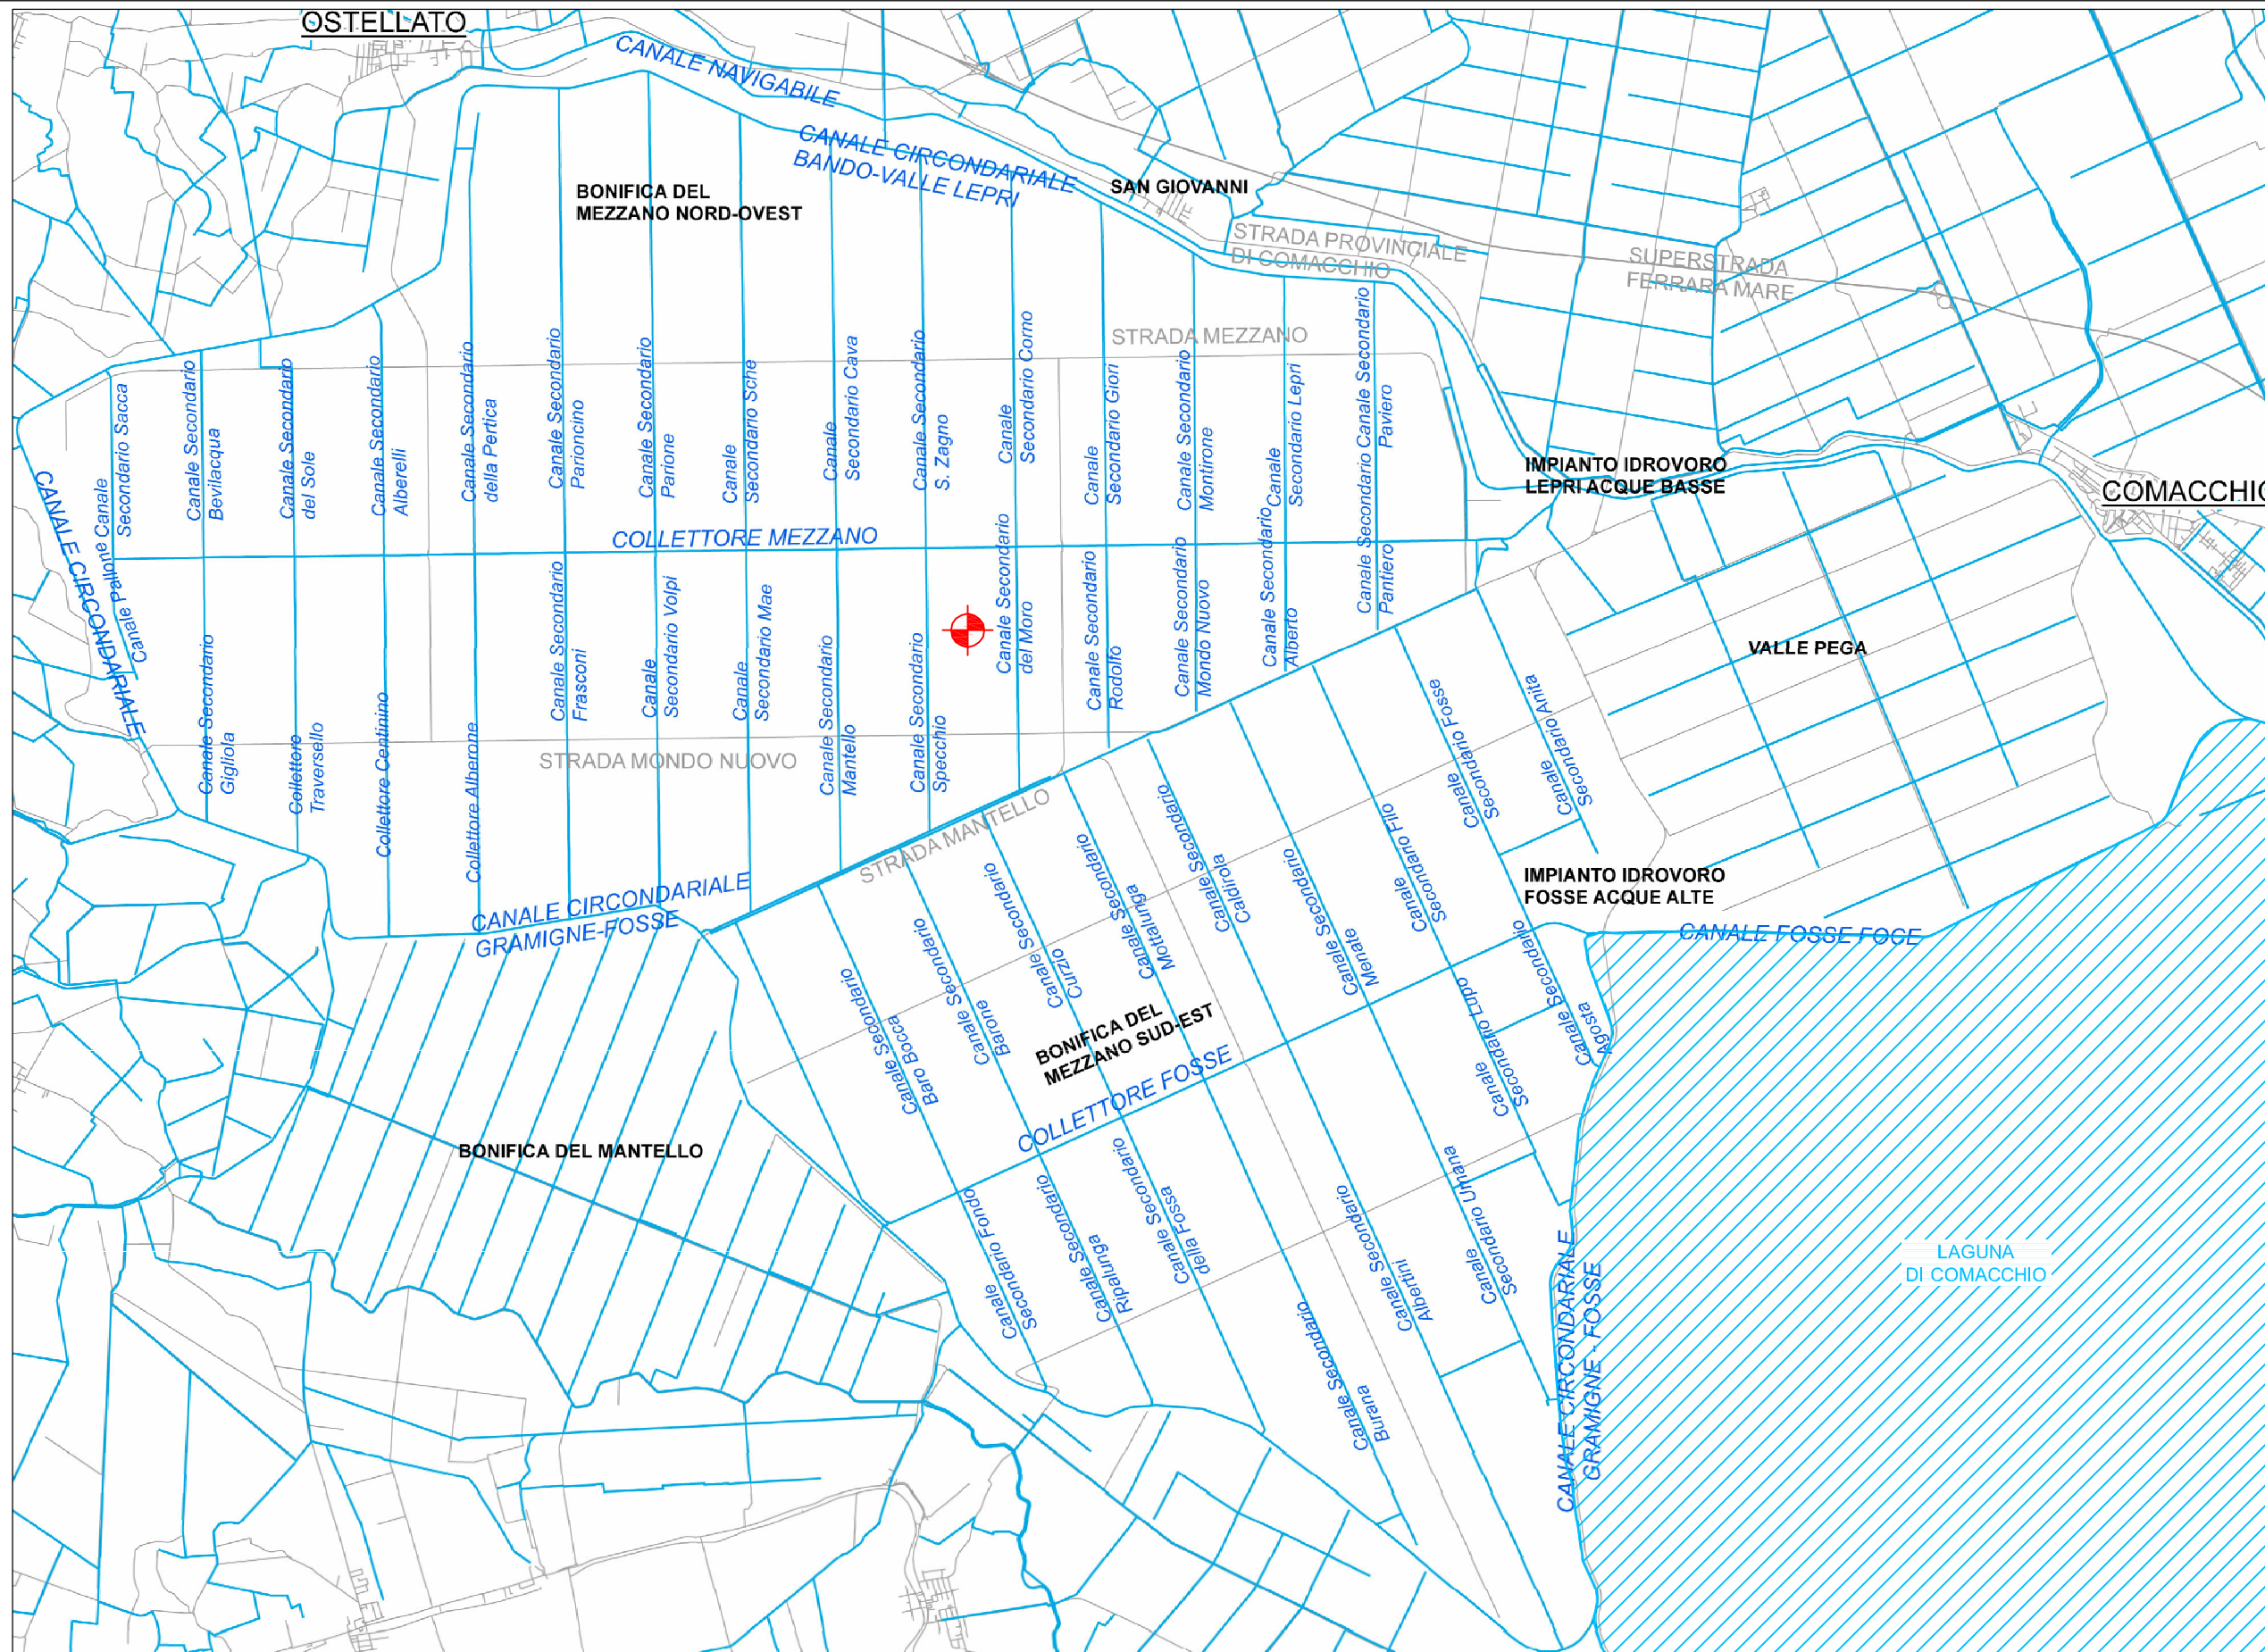 OSTELLATO
CANALE NAVIGABILE
CANALE CIRCONDARIALE
BANDO-VALLE LEPRI
BONIFICA DEL
MEZZANO NORD-OVEST
SAN GIOVANNI
STRADA PROVINCIALE
DI COMACCHIO
SUPERSTRADA
FERRARA MARE
STRADA MEZZANO
Canale
Secondario Sacca
Canale Secondario
Bevilacqua
Canale Secondario
del Sole
Canale Secondario
Alberelli
Canale Secondario
della Pertica
Canale Secondario
Parioncino
Canale Secondario
Parione
Canale
Secondario Sche
Canale
Secondario Cava
Canale Secondario
S. Zagno
Canale
Secondario Corno
Canale
Secondario Giori
Canale Secondario
Montirone
Canale
Secondario Lepri
Canale Secondario
Paviero
IMPIANTO IDROVORO
LEPRI ACQUE BASSE
COMACCHIO
CANALE CIRCONDARIALE
Canale Pallone
COLLETTORE MEZZANO
Canale Secondario
Gigliola
Collettore
Traversello
Collettore Centinino
Collettore Alberone
Canale Secondario
Frasconi
Canale
Secondario Volpi
Canale
Secondario Mae
Canale Secondario
Mantello
Canale Secondario
Specchio
Canale Secondario
del Moro
Canale Secondario
Rodolfo
Canale Secondario
Mondo Nuovo
Canale Secondario
Alberto
Canale Secondario
Pantiero
VALLE PEGA
STRADA MONDO NUOVO
STRADA MANTELLO
CANALE CIRCONDARIALE
GRAMIGNE-FOSSE
Canale Secondario
Baro Bocca
Canale Secondario
Barone
Canale Secondario
Curzio
Canale Secondario
Mottalunga
Canale Secondario
Caldirola
Canale Secondario
Menate
Canale
Secondario Filo
Canale
Secondario Fosse
Canale
Secondario Anita
IMPIANTO IDROVORO
FOSSE ACQUE ALTE
CANALE FOSSE FOCE
BONIFICA DEL
MEZZANO SUD-EST
COLLETTORE FOSSE
Canale
Secondario Lupo
Canale Secondario
Agosta
BONIFICA DEL MANTELLO
Canale
Secondario Fondo
Canale Secondario
Ripalunga
Canale Secondario
della Fossa
Canale Secondario
Burana
Canale Secondario
Albertini
Canale
Secondario Umana
CANALE CIRCONDARIALE
GRAMIGNE - FOSSE
LAGUNA
DI COMACCHIO